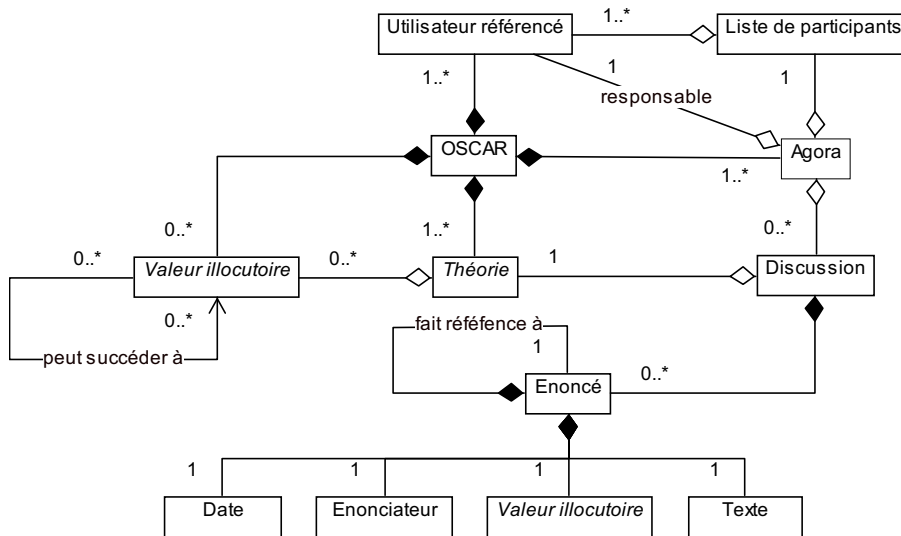 Utilisateur référencé
1..*
Liste de participants
1..*
1
responsable
1
OSCAR
1..*
Agora
0..*
1..*
0..*
0..*
Valeur illocutoire
0..*
Théorie
1
Discussion
0..*
peut succéder à
fait réféfence à
1
Enoncé
0..*
1
1
1
1
Date
Enonciateur
Valeur illocutoire
Texte